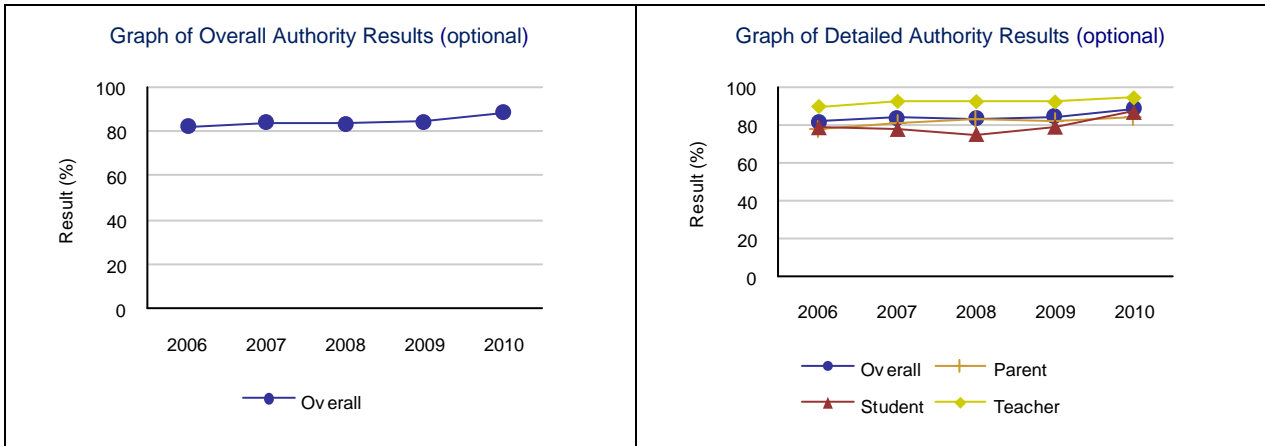 Graph of Overall Authority Results (optional)
100
80
60
40
20
0
Result (%)
2006 2007 2008 2009 2010
Overall
Graph of Detailed Authority Results (optional)
100
80
60
40
20
0
Result (%)
2006 2007 2008 2009 2010
Overall Parent
Student Teacher